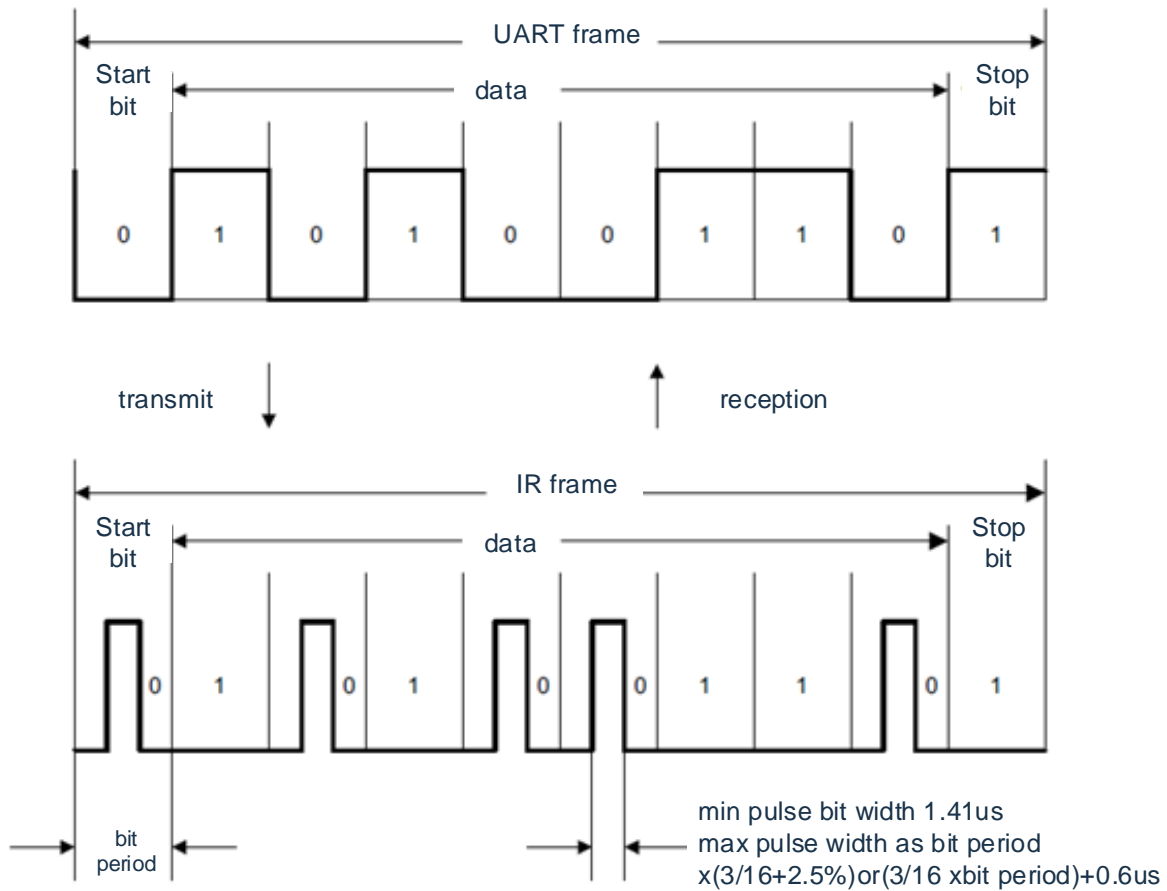 UART frame
Start
bit
data
Stop
bit
0 1 0 1 0 0 1 1 0 1
transmit
reception
IR frame
Start
bit
data
Stop
bit
0 1 0 1 0 0 1 1 0 1
bit
period
min pulse bit width 1.41us
max pulse width as bit period
x(3/16+2.5%)or(3/16 xbit period)+0.6us